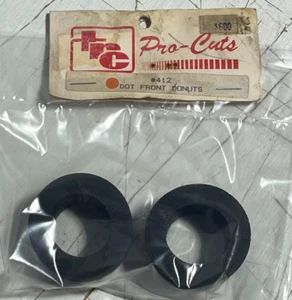 TRC
Pro-Cuts
#412
DOT FRONT DONUTS